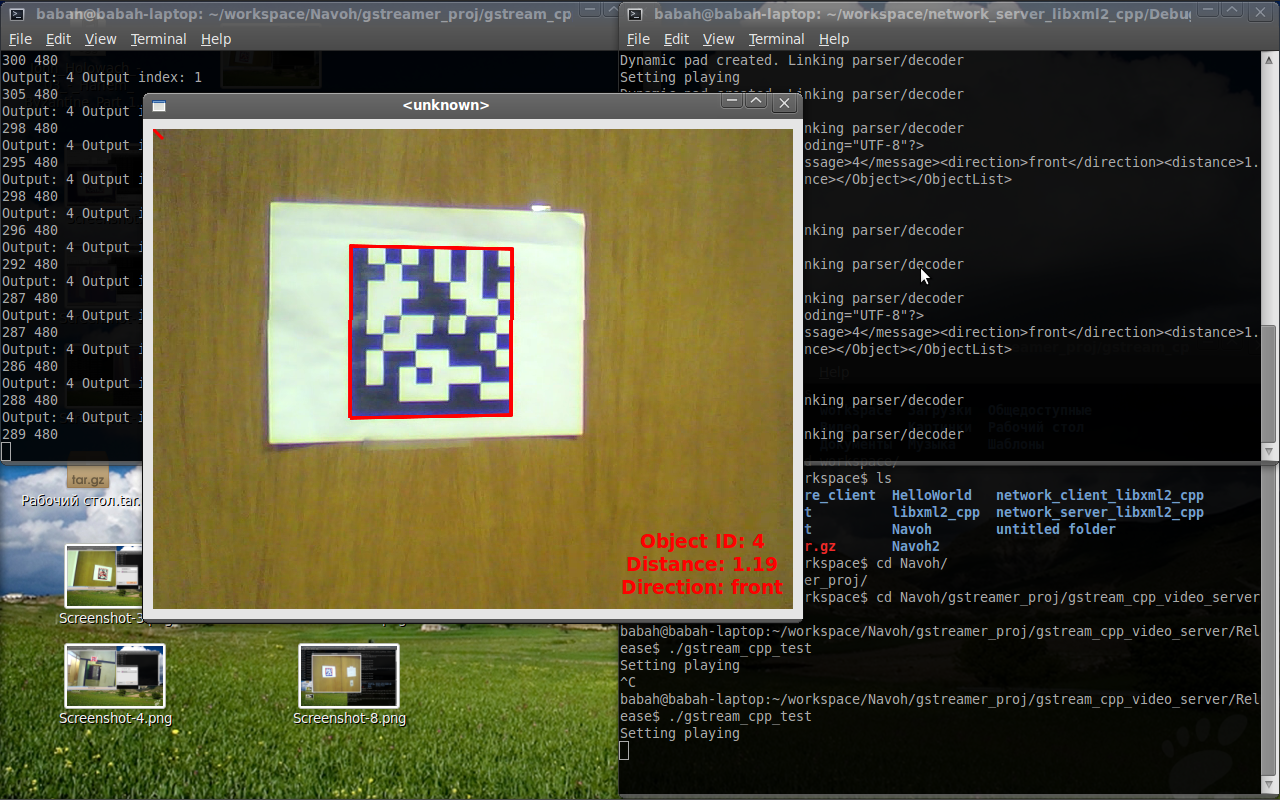 babah@babah-laptop: ~/workspace/Navoh/gstreamer_proj/gstream_cp
File Edit View Terminal Help
300 480
Output: 4 Output index: 1
305 480
Output: 4 Output i
298 480
Output: 4 Output i
295 480
Output: 4 Output i
298 480
Output: 4 Output i
296 480
Output: 4 Output i
292 480
Output: 4 Output i
287 480
Output: 4 Output i
287 480
Output: 4 Output i
286 480
Output: 4 Output i
288 480
Output: 4 Output i
289 480
babah@babah-laptop: ~/workspace/network_server_libxml2_cpp/Debug
File Edit View Terminal Help
Dynamic pad created. Linking parser/decoder
Setting playing
Linking parser/decoder
nking parser/decoder
oding="UTF-8"?>
ssage>4</message><direction>front</direction><distance>1.
nce></Object></ObjectList>
nking parser/decoder
nking parser/decoder
nking parser/decoder
oding="UTF-8"?>
ssage>4</message><direction>front</direction><distance>1.
nce></Object></ObjectList>
nking parser/decoder
nking parser/decoder
<unknown>
Object ID: 4
Distance: 1.19
Direction: front
Help
Загрузки Общедоступные
Рабочий стол
Шаблоны
rkspace$ ls
re_client HelloWorld network_client_libxml2_cpp
t libxml2_cpp network_server_libxml2_cpp
t Navoh untitled folder
r.gz Navoh2
rkspace$ cd Navoh/
er_proj/
rkspace$ cd Navoh/gstreamer_proj/gstream_cpp_video_server
babah@babah-laptop:~/workspace/Navoh/gstreamer_proj/gstream_cpp_video_server/Rel
ease$ ./gstream_cpp_test
Setting playing
^C
babah@babah-laptop:~/workspace/Navoh/gstreamer_proj/gstream_cpp_video_server/Rel
ease$ ./gstream_cpp_test
Setting playing
tar.gz
Рабочий стол.tar.
Screenshot-3.png
Screenshot-4.png
Screenshot-8.png